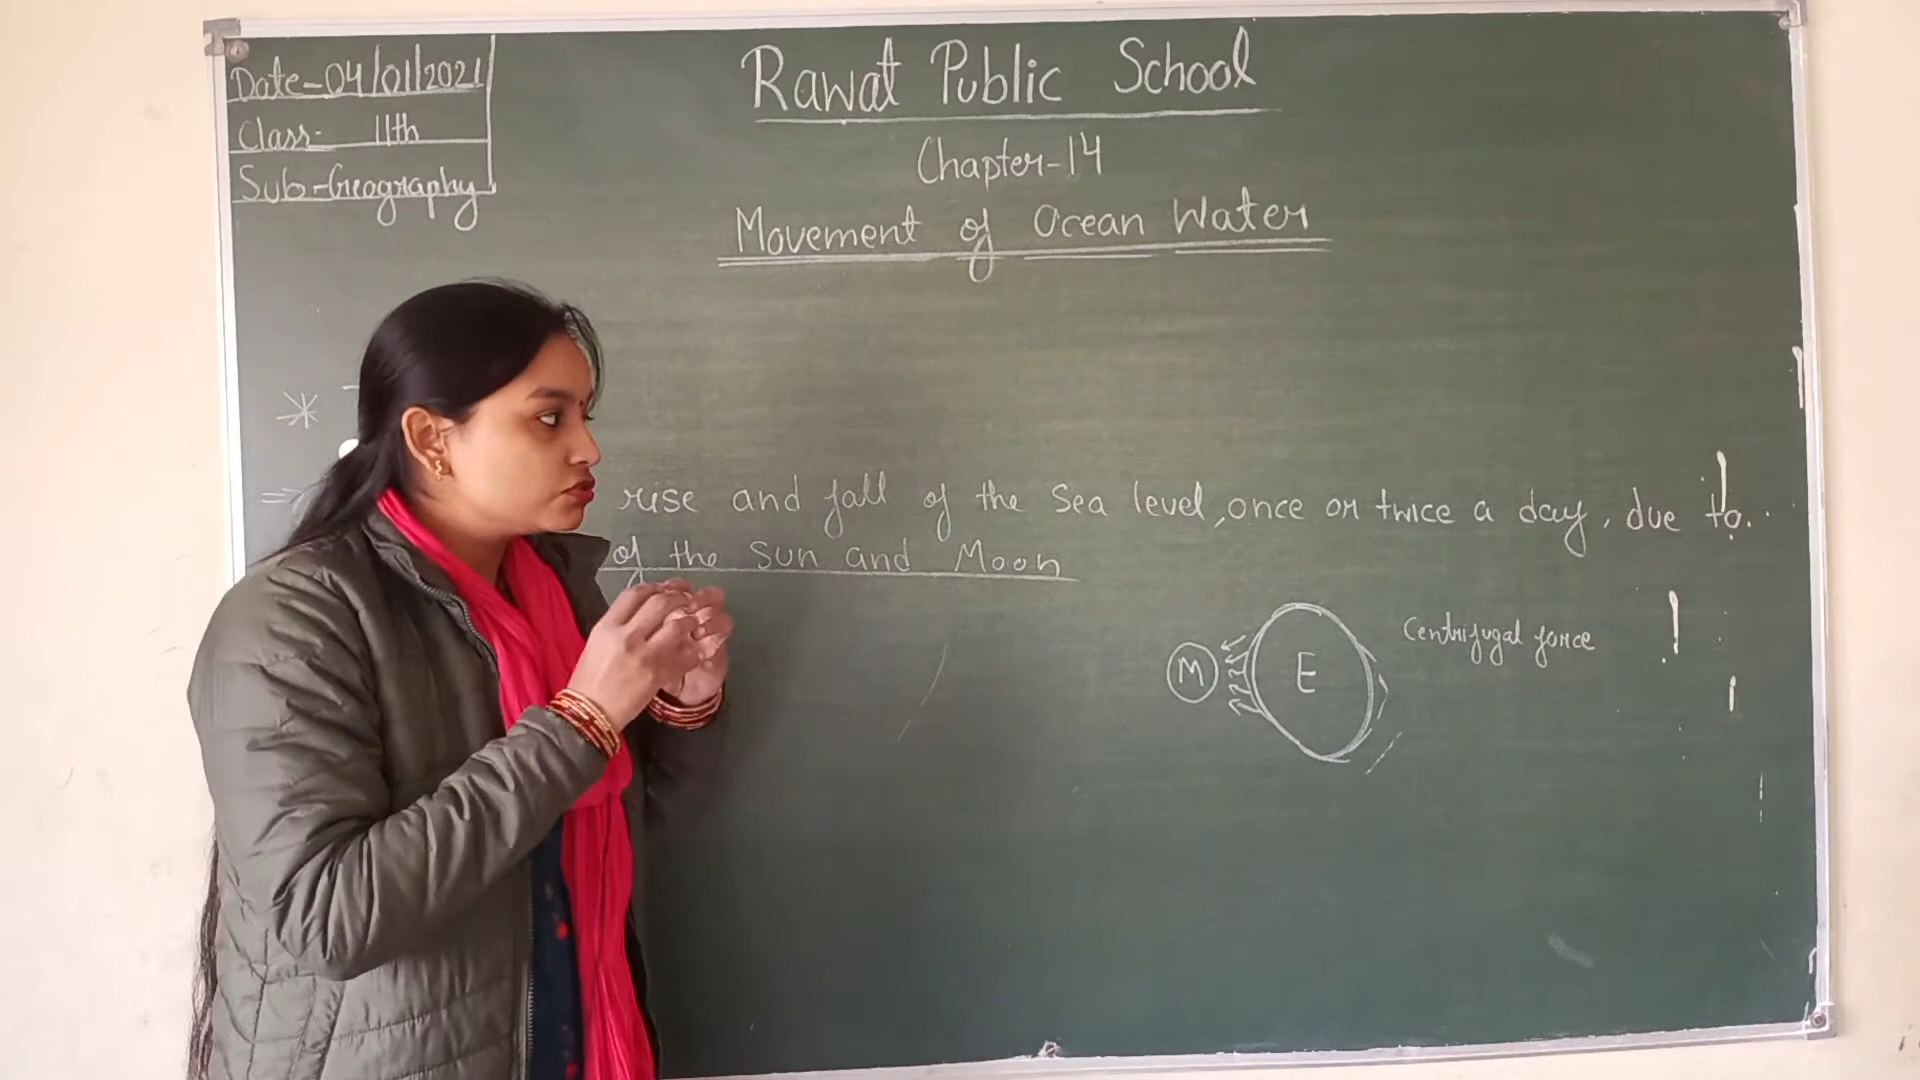 Date-04/01/2021
Class- 11th
Sub-Geography
Rawat Public School
Chapter-14
Movement of Ocean Water
rise and fall of the sea level, once or twice a day, due to..
of the sun and Moon
Centrifugal force
M
E